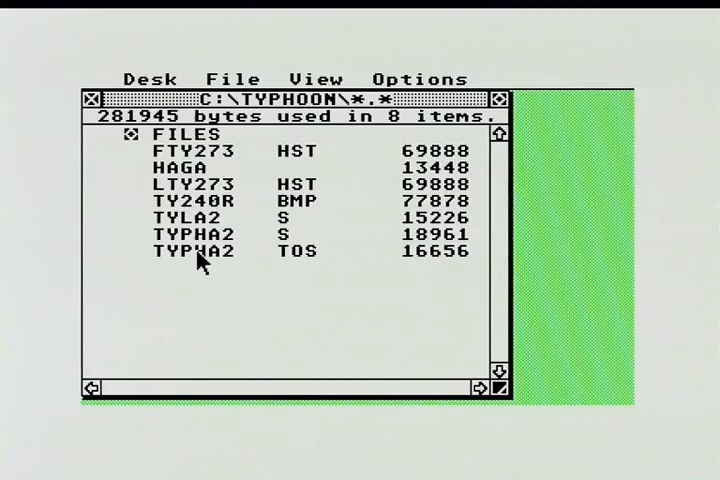 Desk File View Options
C:\TYPHOON\*.*
281945 bytes used in 8 items.
FILES
FTY273 HST 69888
HAGA 13448
LTY273 HST 69888
TY240R BMP 77878
TYLA2 S 15226
TYPHA2 S 18961
TYPHA2 TOS 16656